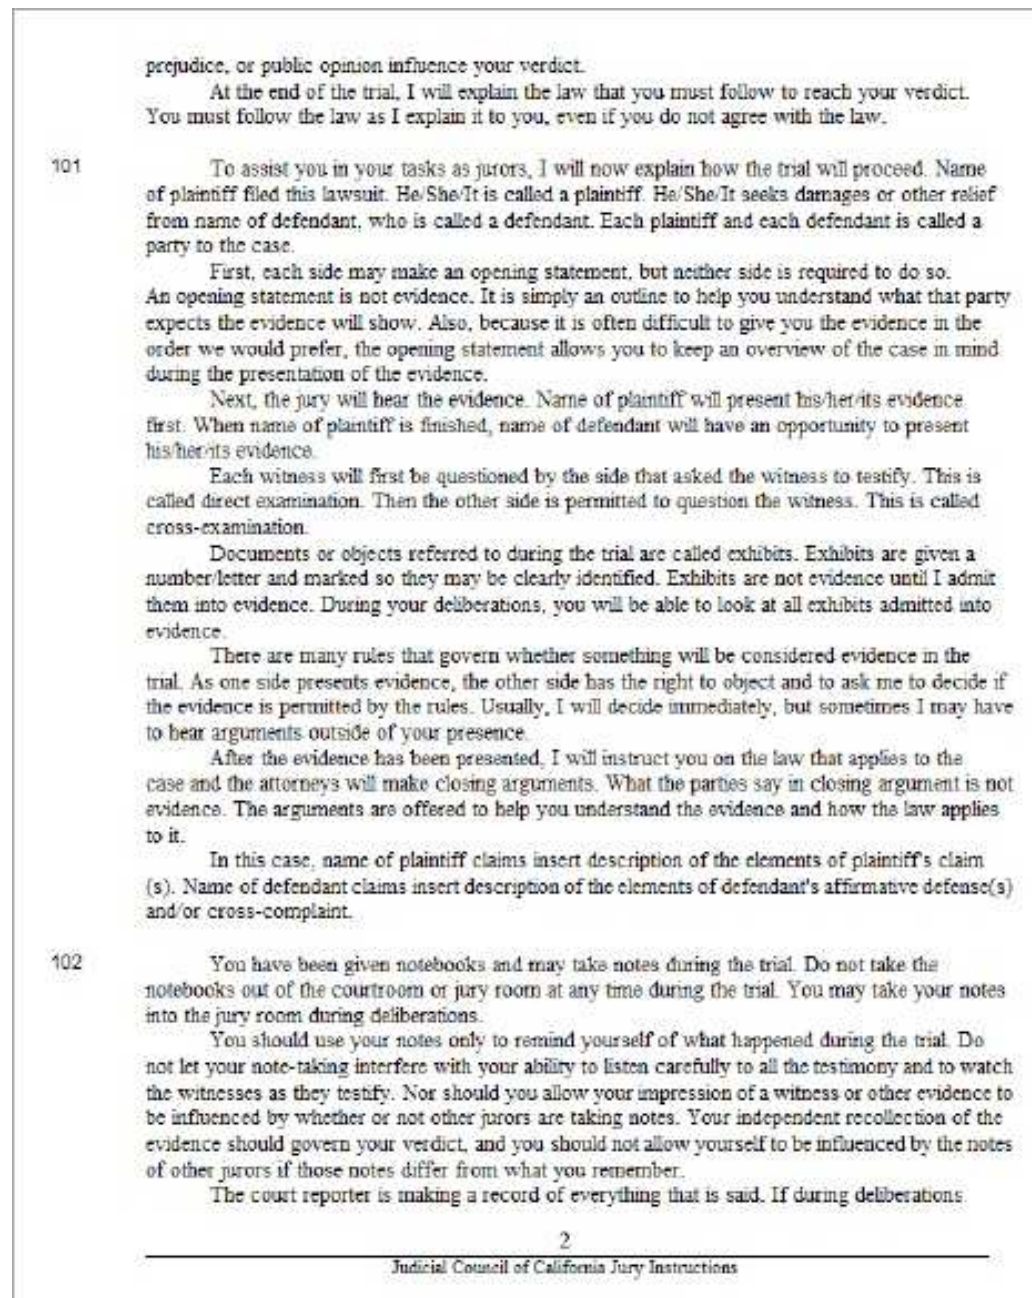 prejudice, or public opinion influence your verdict.
At the end of the trial, I will explain the law that you must follow to reach your verdict.
You must follow the law as I explain it to you, even if you do not agree with the law.
101 To assist you in your tasks as jurors, I will now explain how the trial will proceed. Name
of plaintiff filed this lawsuit. He/She/It is called a plaintiff. He/She/It seeks damages or other relief
from name of defendant, who is called a defendant. Each plaintiff and each defendant is called a
party to the case.
First, each side may make an opening statement, but neither side is required to do so.
An opening statement is not evidence. It is simply an outline to help you understand what that party
expects the evidence will show. Also, because it is often difficult to give you the evidence in the
order we would prefer, the opening statement allows you to keep an overview of the case in mind
during the presentation of the evidence.
Next, the jury will hear the evidence. Name of plaintiff will present his/her/its evidence
first. When name of plaintiff is finished, name of defendant will have an opportunity to present
his/her/its evidence.
Each witness will first be questioned by the side that asked the witness to testify. This is
called direct examination. Then the other side is permitted to question the witness. This is called
cross-examination.
Documents or objects referred to during the trial are called exhibits. Exhibits are given a
number/letter and marked so they may be clearly identified. Exhibits are not evidence until I admit
them into evidence. During your deliberations, you will be able to look at all exhibits admitted into
evidence.
There are many rules that govern whether something will be considered evidence in the
trial. As one side presents evidence, the other side has the right to object and to ask me to decide if
the evidence is permitted by the rules. Usually, I will decide immediately, but sometimes I may have
to hear arguments outside of your presence.
After the evidence has been presented, I will instruct you on the law that applies to the
case and the attorneys will make closing arguments. What the parties say in closing argument is not
evidence. The arguments are offered to help you understand the evidence and how the law applies
to it.
In this case, name of plaintiff claims insert description of the elements of plaintiff's claim
(s). Name of defendant claims insert description of the elements of defendant's affirmative defense(s)
and/or cross-complaint.
102 You have been given notebooks and may take notes during the trial. Do not take the
notebooks out of the courtroom or jury room at any time during the trial. You may take your notes
into the jury room during deliberations.
You should use your notes only to remind yourself of what happened during the trial. Do
not let your note-taking interfere with your ability to listen carefully to all the testimony and to watch
the witnesses as they testify. Nor should you allow your impression of a witness or other evidence to
be influenced by whether or not other jurors are taking notes. Your independent recollection of the
evidence should govern your verdict, and you should not allow yourself to be influenced by the notes
of other jurors if those notes differ from what you remember.
The court reporter is making a record of everything that is said. If during deliberations
2
Judicial Council of California Jury Instructions